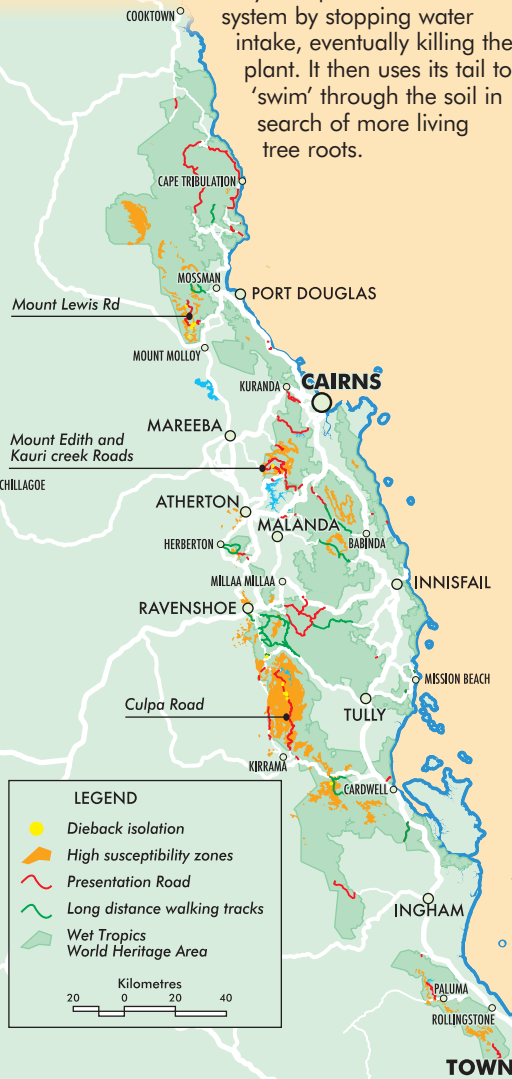 system by stopping water
intake, eventually killing the
plant. It then uses its tail to
‘swim’ through the soil in
search of more living
tree roots.
COOKTOWN
CAPE TRIBULATION
MOSSMAN
PORT DOUGLAS
Mount Lewis Rd
MOUNT MOLLOY
KURANDA
CAIRNS
MAREEBA
Mount Edith and
Kauri creek Roads
CHILLAGOE
ATHERTON
MALANDA
HERBERTON
BABINDA
MILLAA MILLAA
INNISFAIL
RAVENSHOE
MISSION BEACH
Culpa Road
TULLY
KIRRAMA
CARDWELL
LEGEND
Dieback isolation
High susceptibility zones
Presentation Road
Long distance walking tracks
Wet Tropics
World Heritage Area
Kilometres
20 0 20 40
INGHAM
PALUMA
ROLLINGSTONE
TOWN